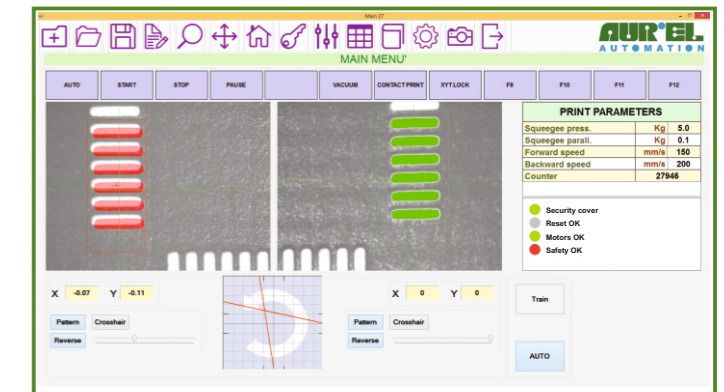 Main 27
AUR°EL
AUTOMATION
MAIN MENU'
AUTO START STOP PAUSE VACUUM CONTACT PRINT XYT LOCK F9 F10 F11 F12
PRINT PARAMETERS
Squeegee press. Kg 5.0
Squeegee parall. Kg 0.1
Forward speed mm/s 150
Backward speed mm/s 200
Counter 27946
Security cover
Reset OK
Motors OK
Safety OK
X -0.07 Y -0.11
X 0 Y 0
Train
Pattern Crosshair
Pattern Crosshair
Reverse
Reverse
AUTO